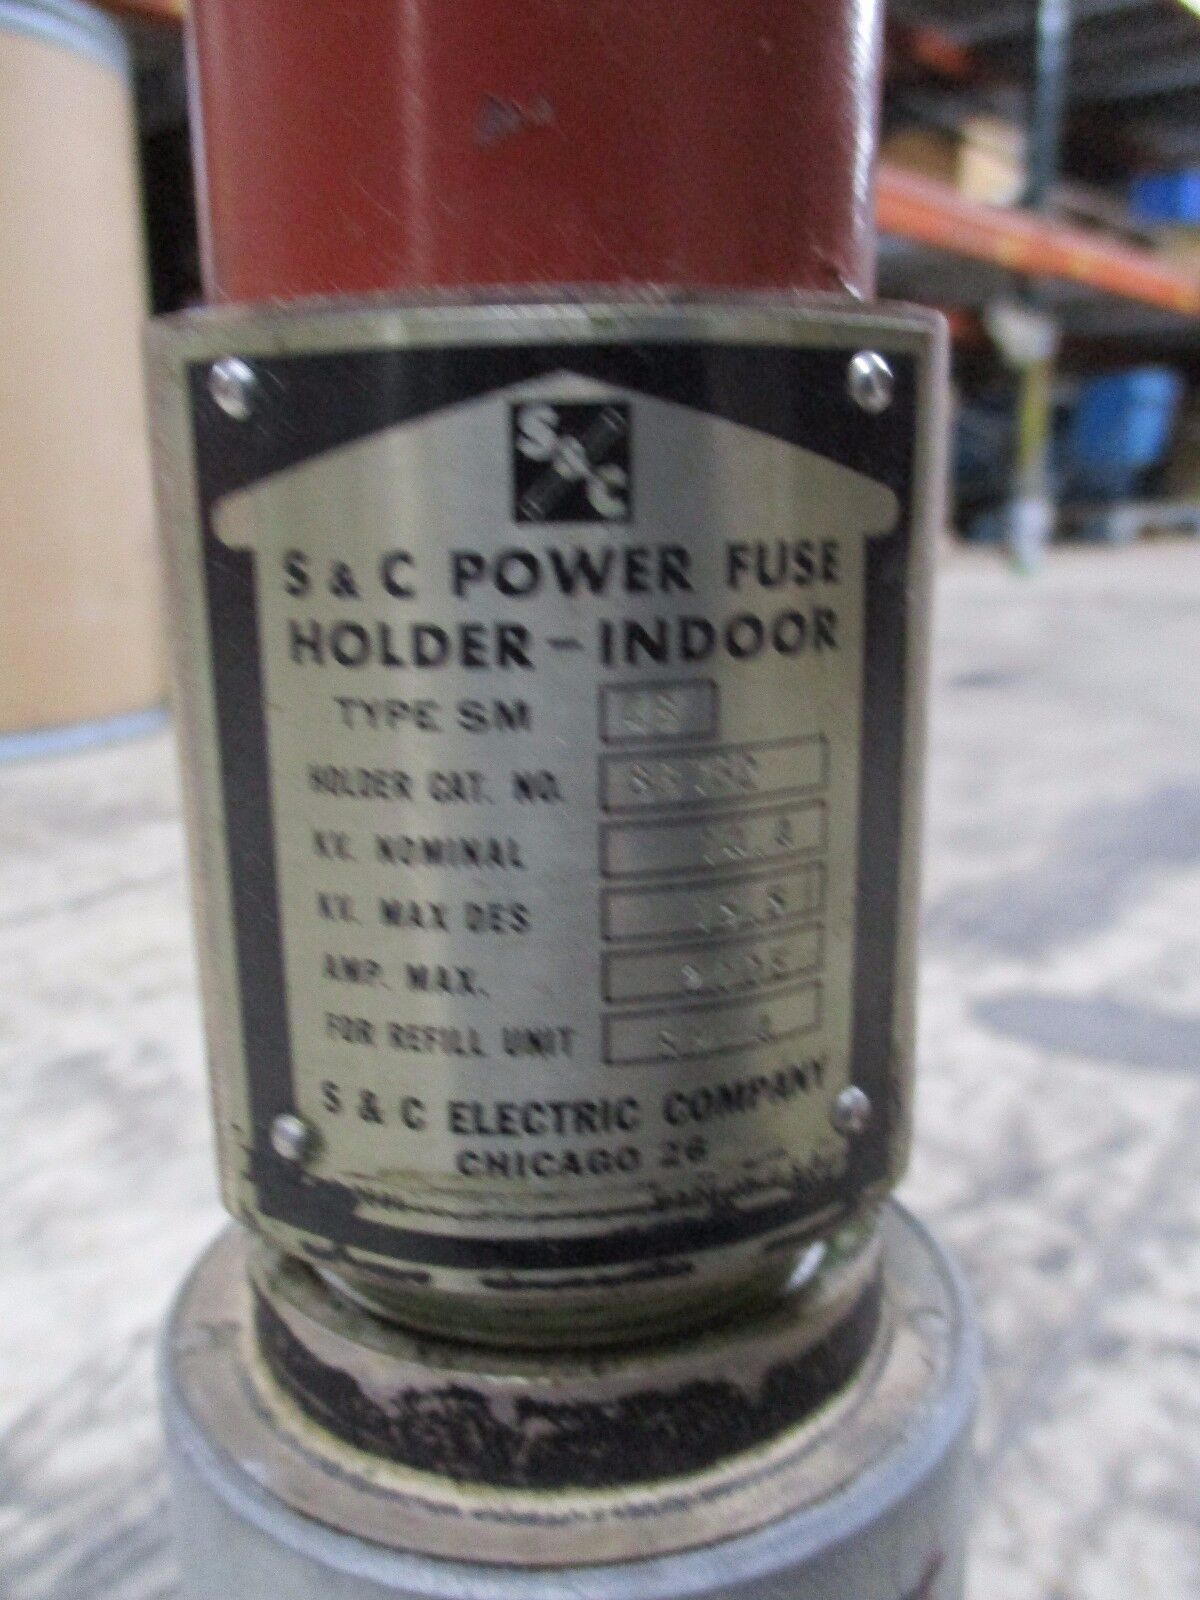 S&C
S & C POWER FUSE
HOLDER - INDOOR
TYPE SM
HOLDER CAT. NO.
KV. NOMINAL
KV. MAX DES
AMP. MAX.
FOR REFILL UNIT
S & C ELECTRIC COMPANY
CHICAGO 26